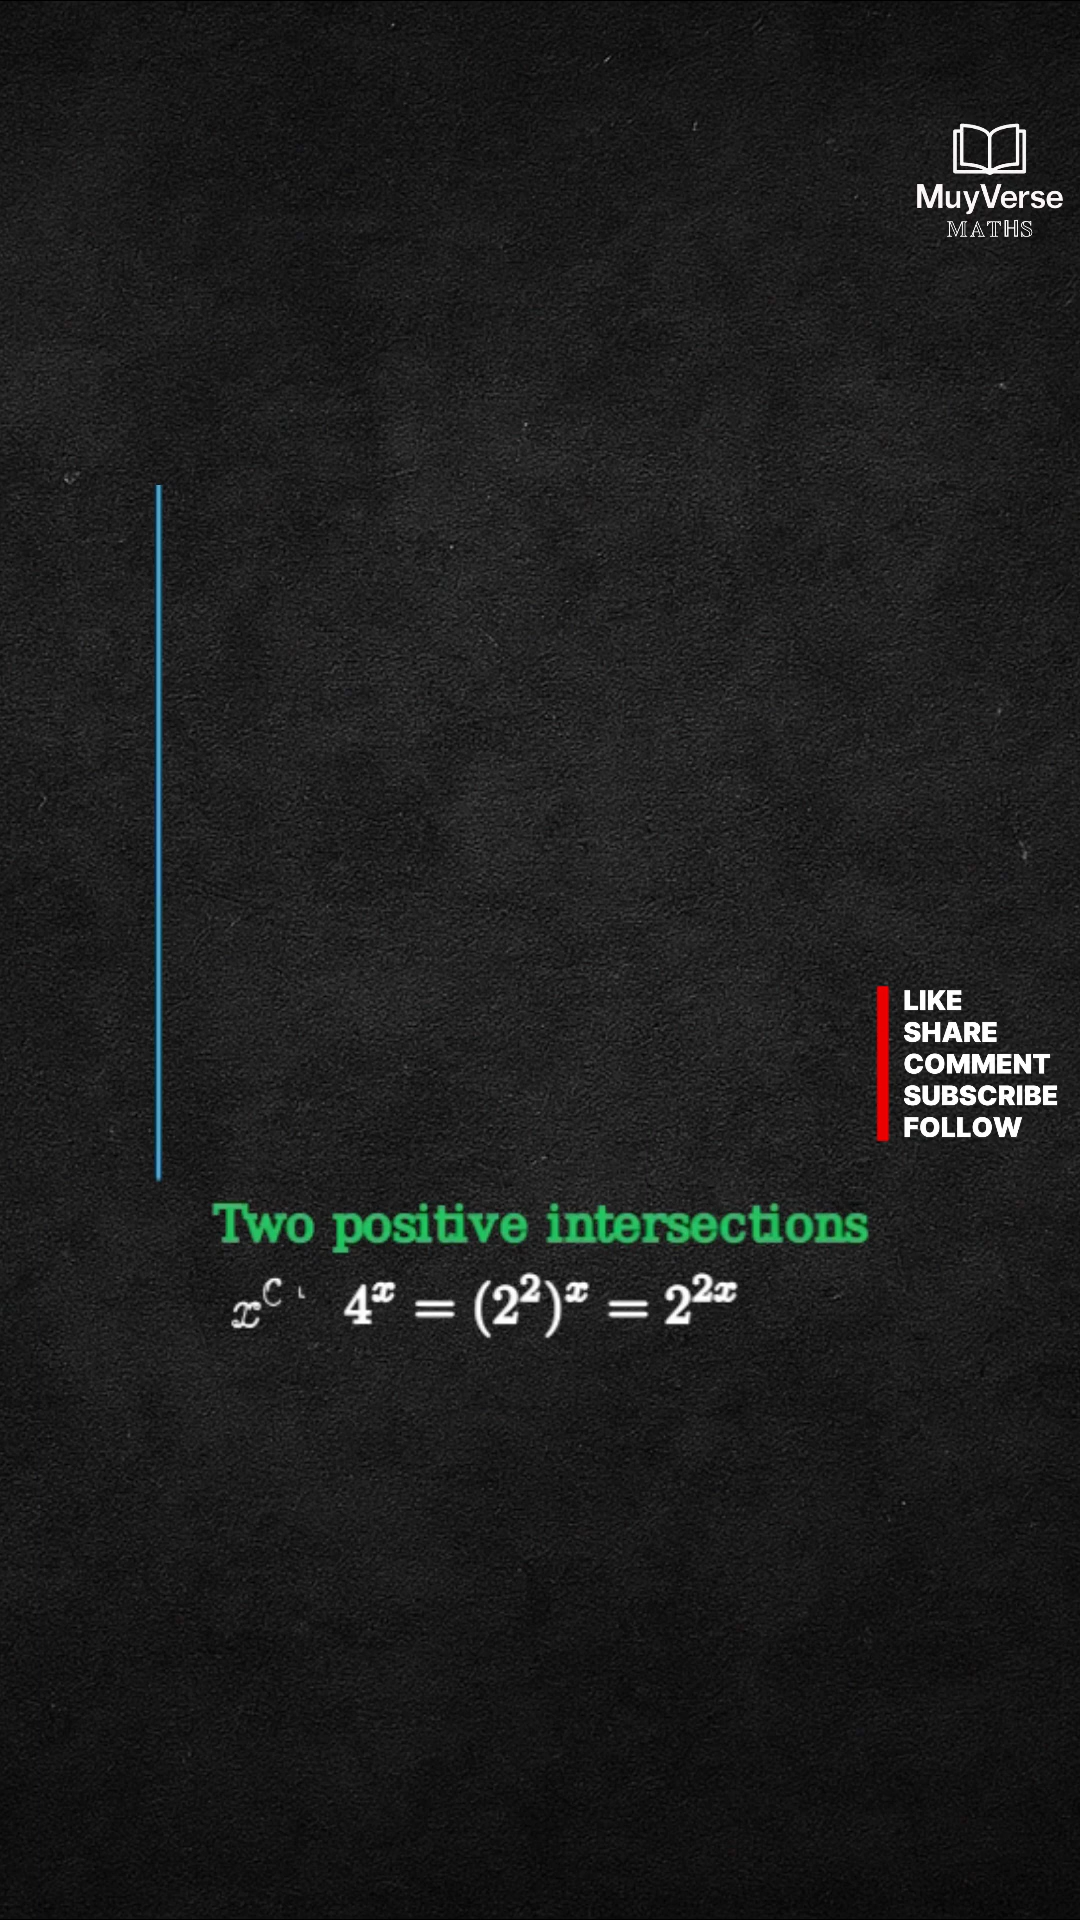 MuyVerse
MATHS
LIKE
SHARE
COMMENT
SUBSCRIBE
FOLLOW
Two positive intersections
4^x = (2^2)^x = 2^{2x}